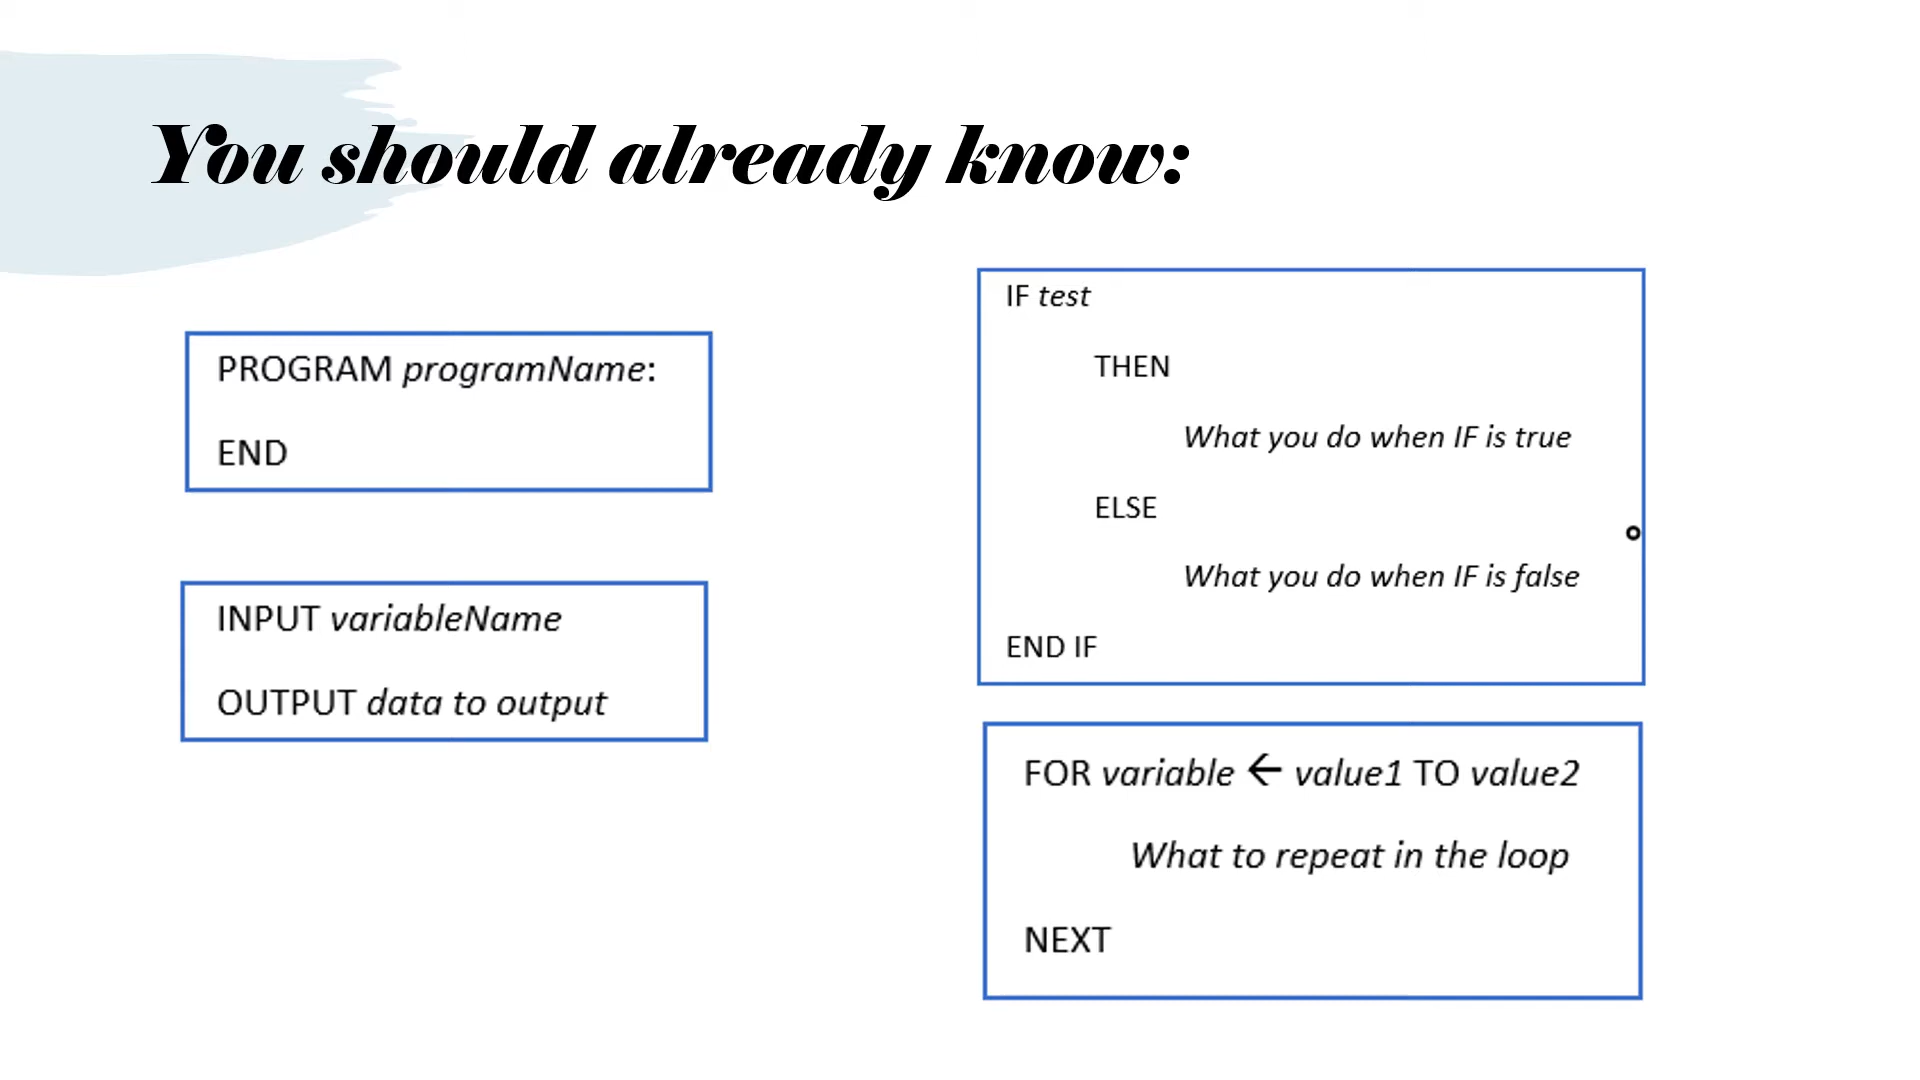 You should already know:
PROGRAM programName:
END
INPUT variableName
OUTPUT data to output
IF test
THEN
What you do when IF is true
ELSE
What you do when IF is false
END IF
FOR variable ← value1 TO value2
What to repeat in the loop
NEXT